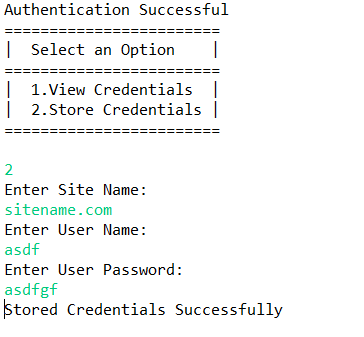 Authentication Successful
========================
|  Select an Option    |
========================
|  1.View Credentials  |
|  2.Store Credentials |
========================
2
Enter Site Name:
sitename.com
Enter User Name:
asdf
Enter User Password:
asdfgf
Stored Credentials Successfully